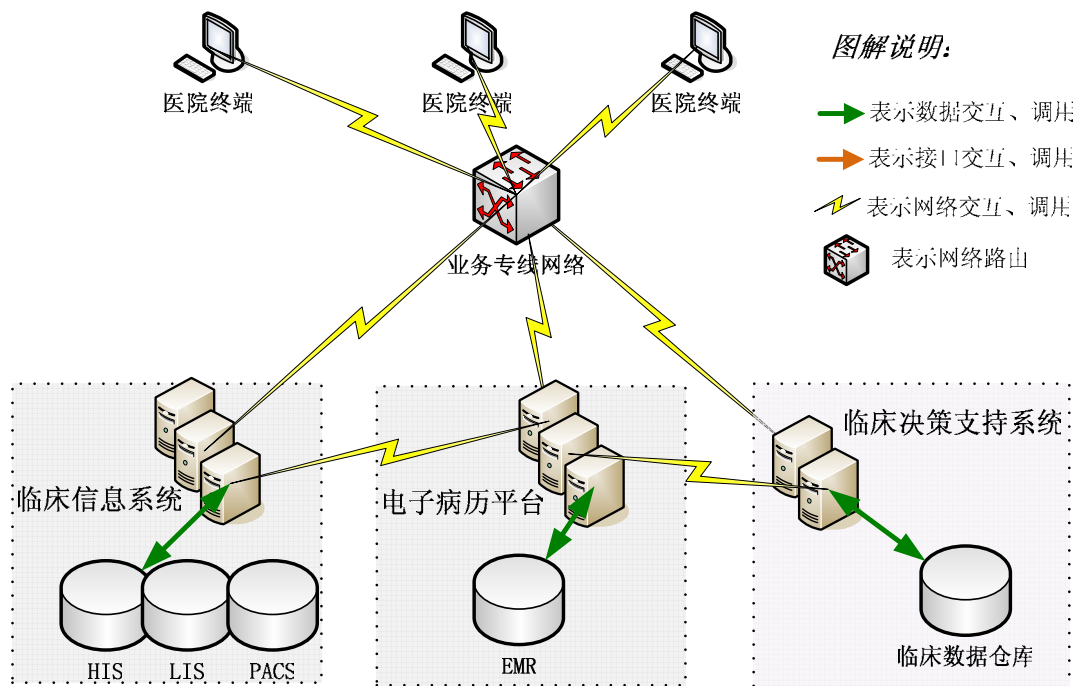 图解说明：
医院终端
医院终端
医院终端
表示数据交互、调用
表示接口交互、调用
表示网络交互、调用
表示网络路由
业务专线网络
临床信息系统
电子病历平台
临床决策支持系统
HIS
LIS
PACS
EMR
临床数据仓库